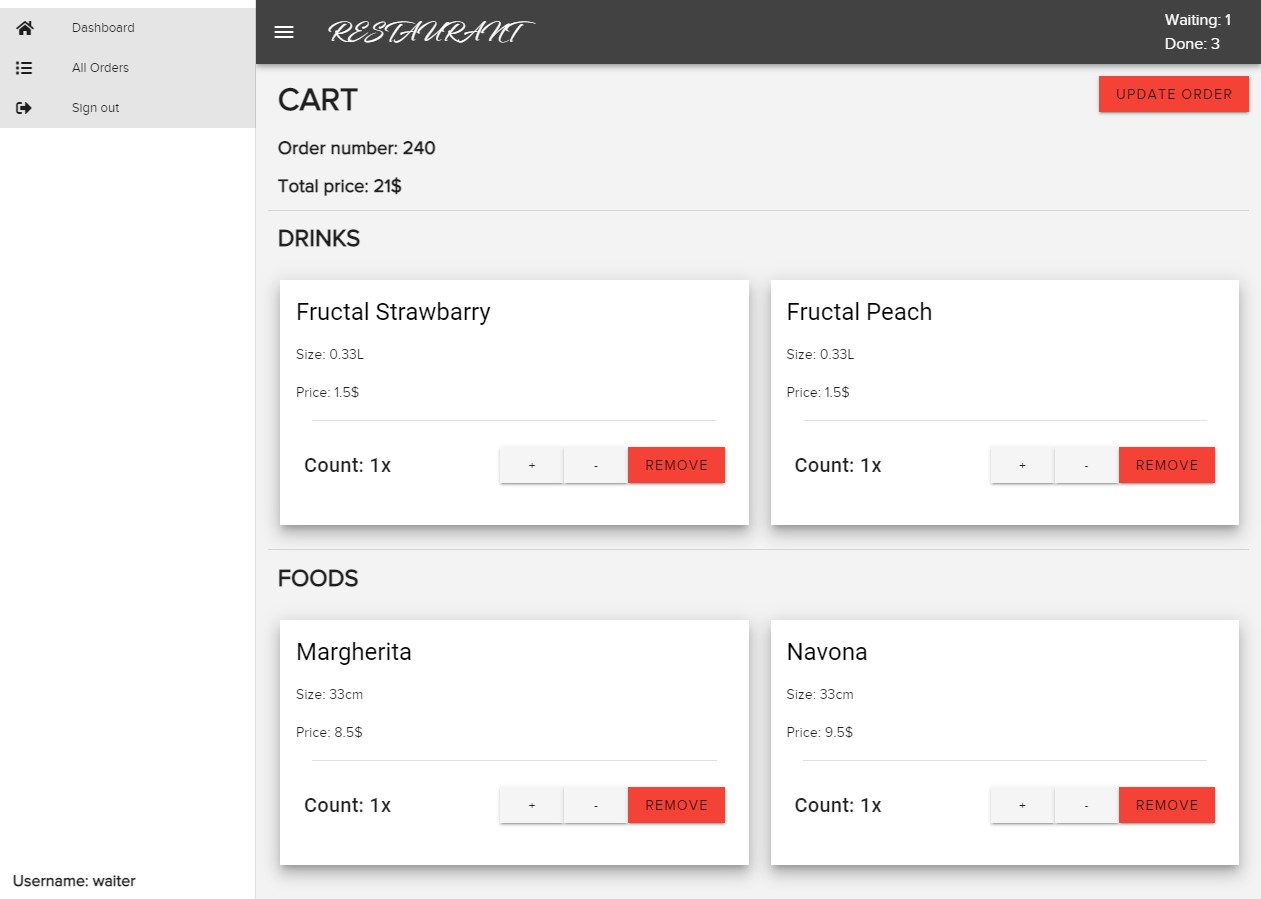 Dashboard
All Orders
Sign out
RESTAURANT
Waiting: 1
Done: 3
CART
UPDATE ORDER
Order number: 240
Total price: 21$
DRINKS
Fructal Strawbarry
Size: 0.33L
Price: 1.5$
Count: 1x
+
-
REMOVE
Fructal Peach
Size: 0.33L
Price: 1.5$
Count: 1x
+
-
REMOVE
FOODS
Margherita
Size: 33cm
Price: 8.5$
Count: 1x
+
-
REMOVE
Navona
Size: 33cm
Price: 9.5$
Count: 1x
+
-
REMOVE
Username: waiter